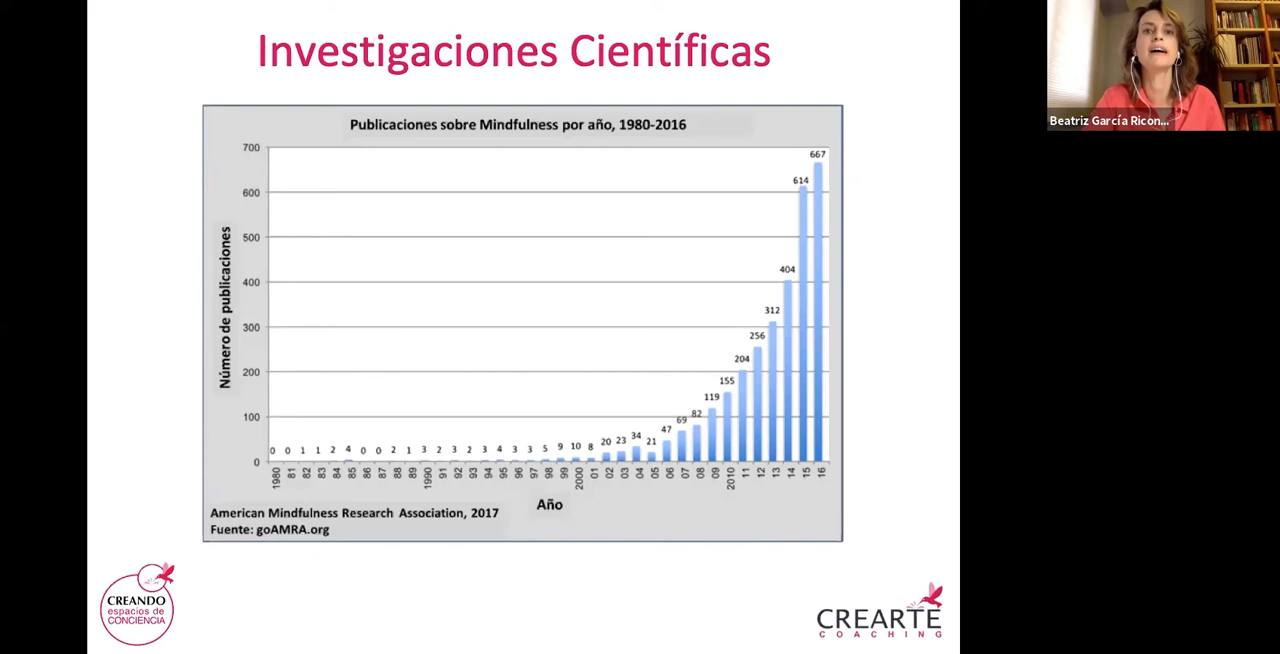 Investigaciones Científicas
Beatriz García Ricon...
Publicaciones sobre Mindfulness por año, 1980-2016
Número de publicaciones
700
600
500
400
300
200
100
0
0 0 1 1 2 4 0 0 2 1 3 2 3 2 3 4 3 3 5 9 10 8 20 23 34 21 47 69 82 119 155 204 256 312 404 614 667
1980 81 82 83 84 85 86 87 88 89 1990 91 92 93 94 95 96 97 98 99 2000 01 02 03 04 05 06 07 08 09 2010 11 12 13 14 15 16
Año
American Mindfulness Research Association, 2017
Fuente: goAMRA.org
CREANDO
espacios de
CONCIENCIA
CREARTE
COACHING